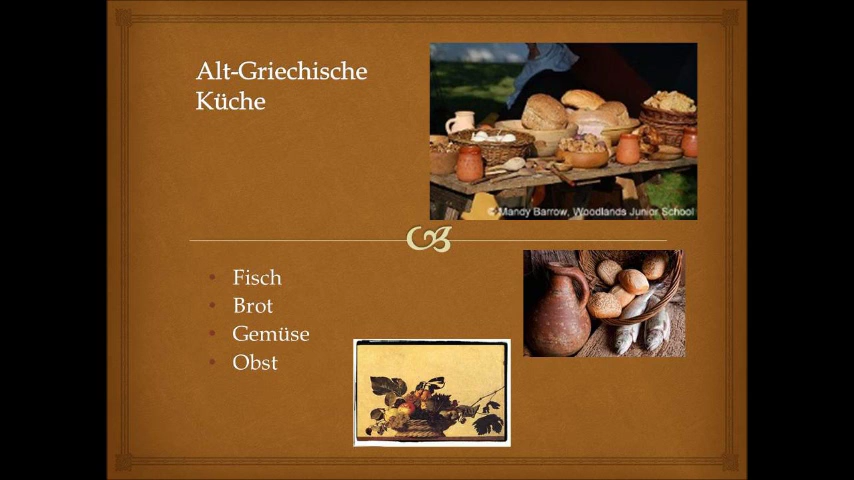 Alt-Griechische
Küche
© Mandy Barrow, Woodlands Junior School
• Fisch
• Brot
• Gemüse
• Obst